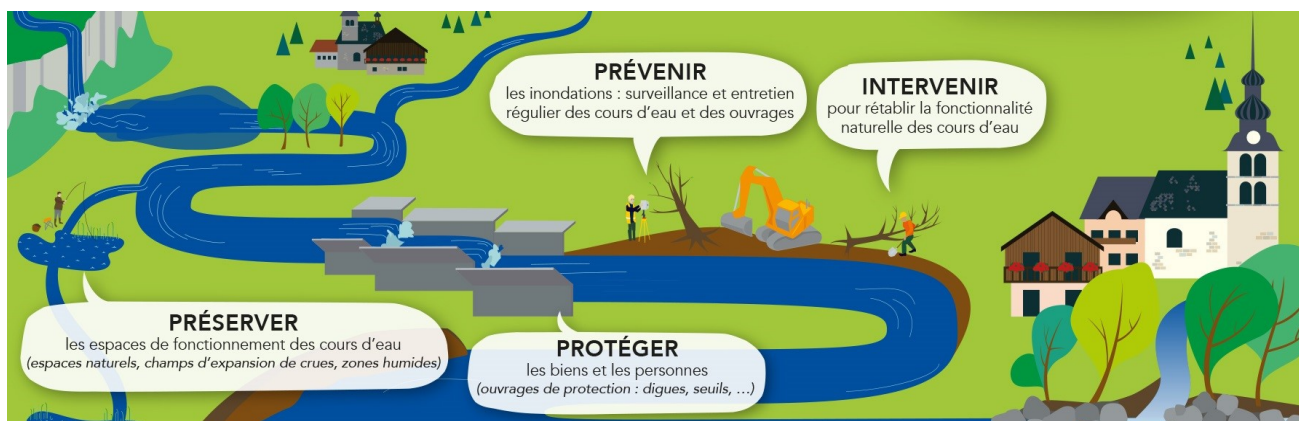 PRÉVENIR
les inondations : surveillance et entretien
régulier des cours d'eau et des ouvrages
INTERVENIR
pour rétablir la fonctionnalité
naturelle des cours d'eau
PRÉSERVER
les espaces de fonctionnement des cours d'eau
(espaces naturels, champs d'expansion de crues, zones humides)
PROTÉGER
les biens et les personnes
(ouvrages de protection : digues, seuils, ...)